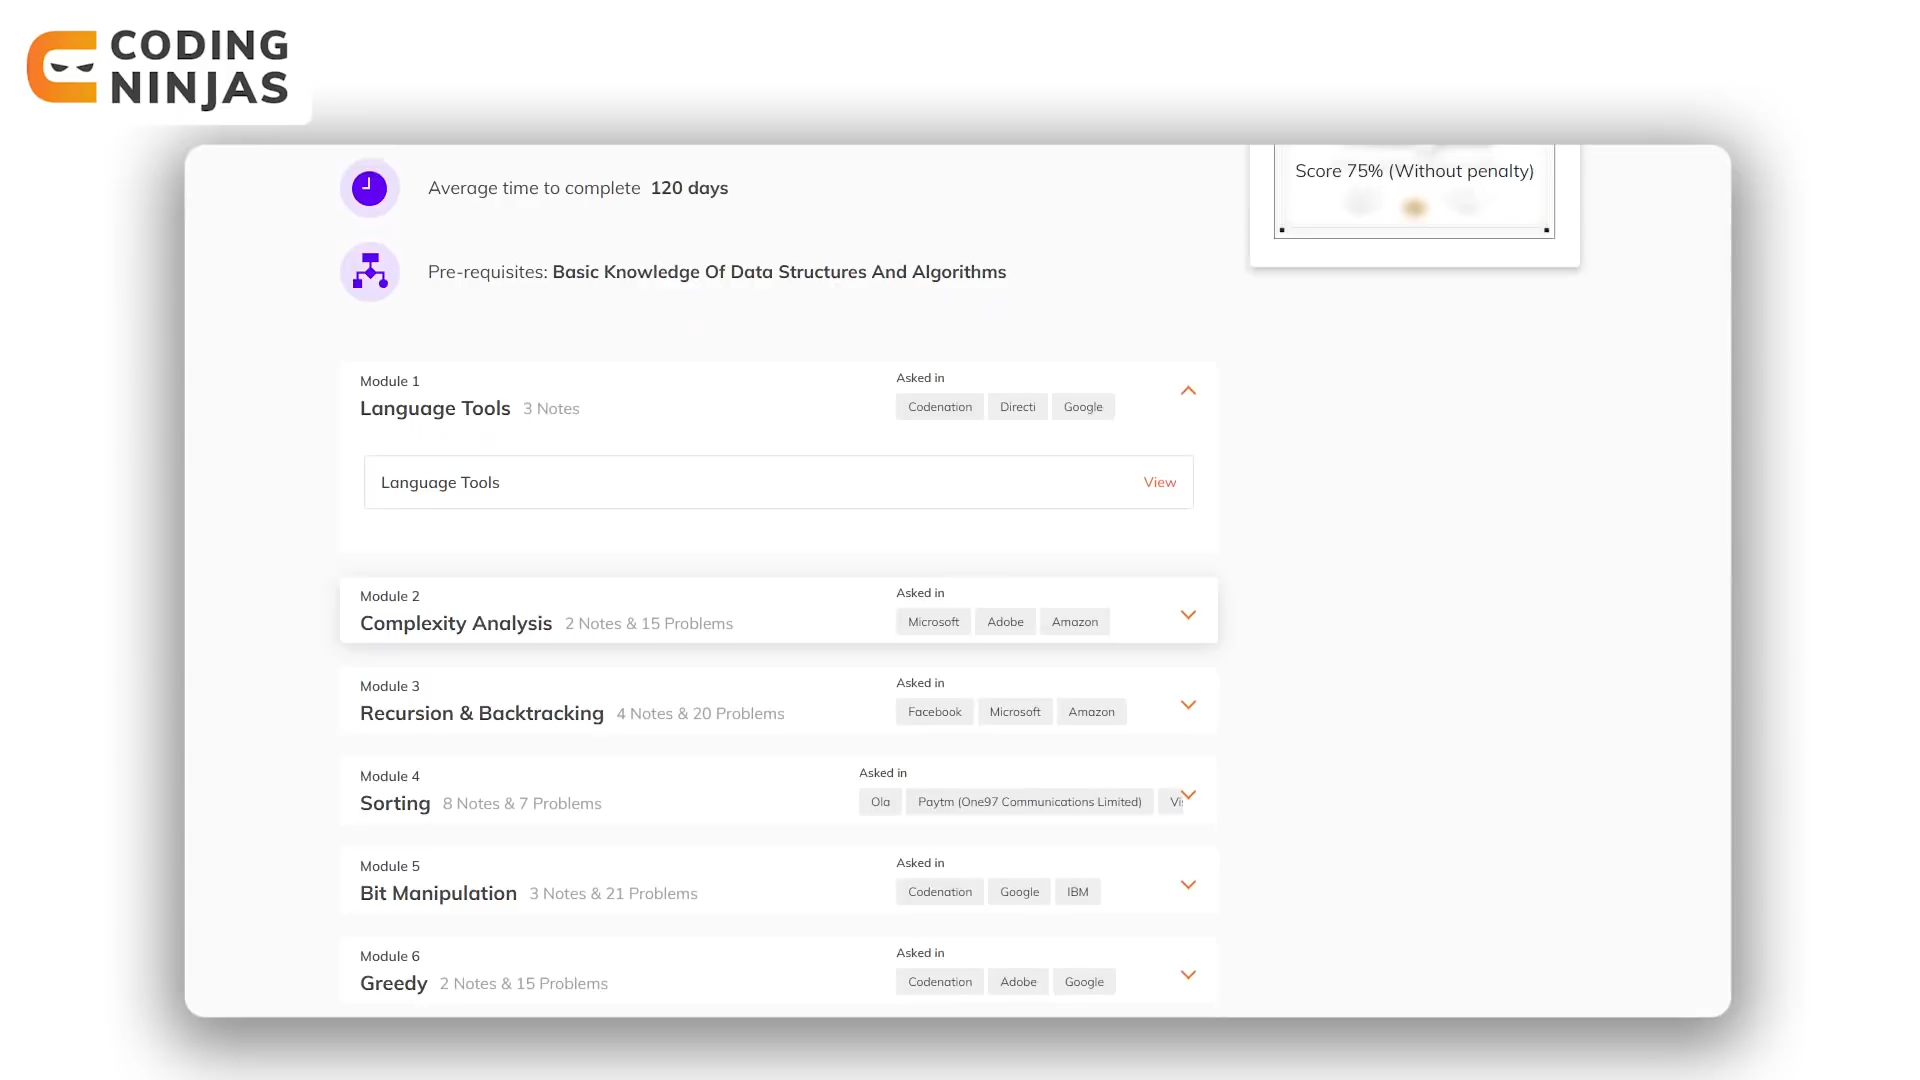 CODING
NINJAS
Score 75% (Without penalty)
Average time to complete 120 days
Pre-requisites: Basic Knowledge Of Data Structures And Algorithms
Module 1
Language Tools 3 Notes
Asked in
Codenation Directi Google
Language Tools View
Module 2
Complexity Analysis 2 Notes & 15 Problems
Asked in
Microsoft Adobe Amazon
Module 3
Recursion & Backtracking 4 Notes & 20 Problems
Asked in
Facebook Microsoft Amazon
Module 4
Sorting 8 Notes & 7 Problems
Asked in
Ola Paytm (One97 Communications Limited)
Module 5
Bit Manipulation 3 Notes & 21 Problems
Asked in
Codenation Google IBM
Module 6
Greedy 2 Notes & 15 Problems
Asked in
Codenation Adobe Google